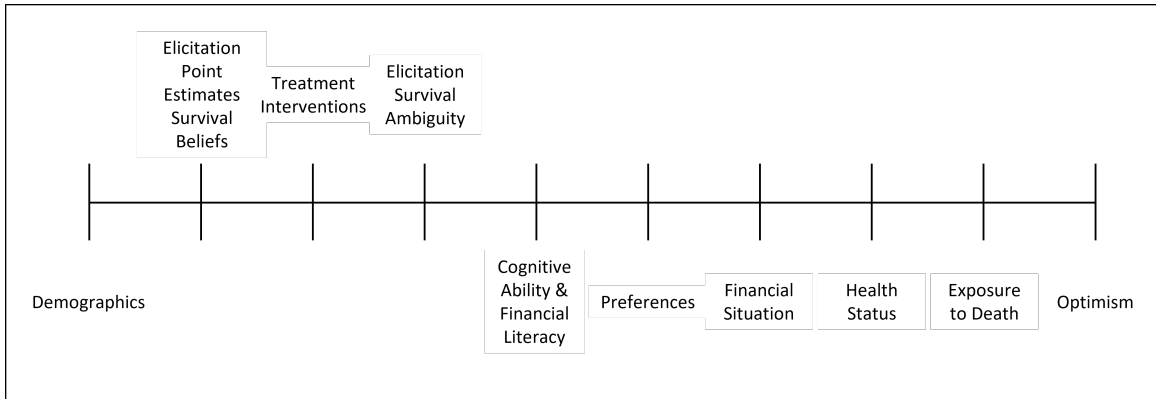 Elicitation
Point
Estimates
Survival
Beliefs
Treatment
Interventions
Elicitation
Survival
Ambiguity
Demographics
Cognitive
Ability &
Financial
Literacy
Preferences
Financial
Situation
Health
Status
Exposure
to Death
Optimism